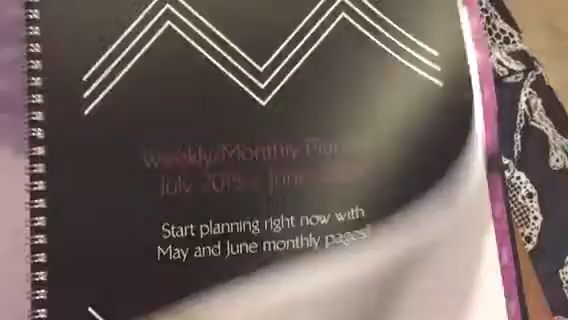 Weekly/Monthly
July 2015 - June
Start planning right now with
May and June monthly pages!